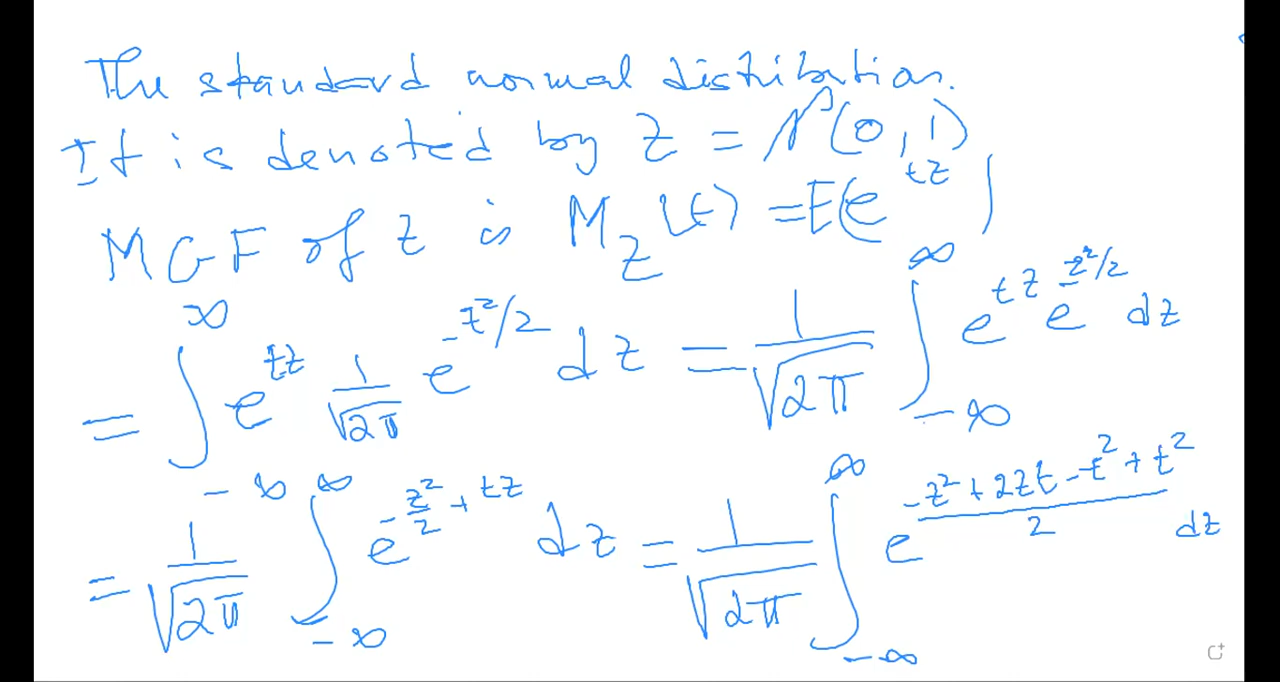 The standard normal distribution.
It is denoted by Z = N(0,1)
MGF of Z is M_Z(t) = E(e^{tZ})
= ∫_{-∞}^{∞} e^{tz} 1/√2π e^{-z²/2} dz = 1/√2π ∫_{-∞}^{∞} e^{tz} e^{-z²/2} dz
= 1/√2π ∫_{-∞}^{∞} e^{-z²/2 + tz} dz = 1/√2π ∫_{-∞}^{∞} e^{(-z² + 2zt - t² + t²)/2} dz